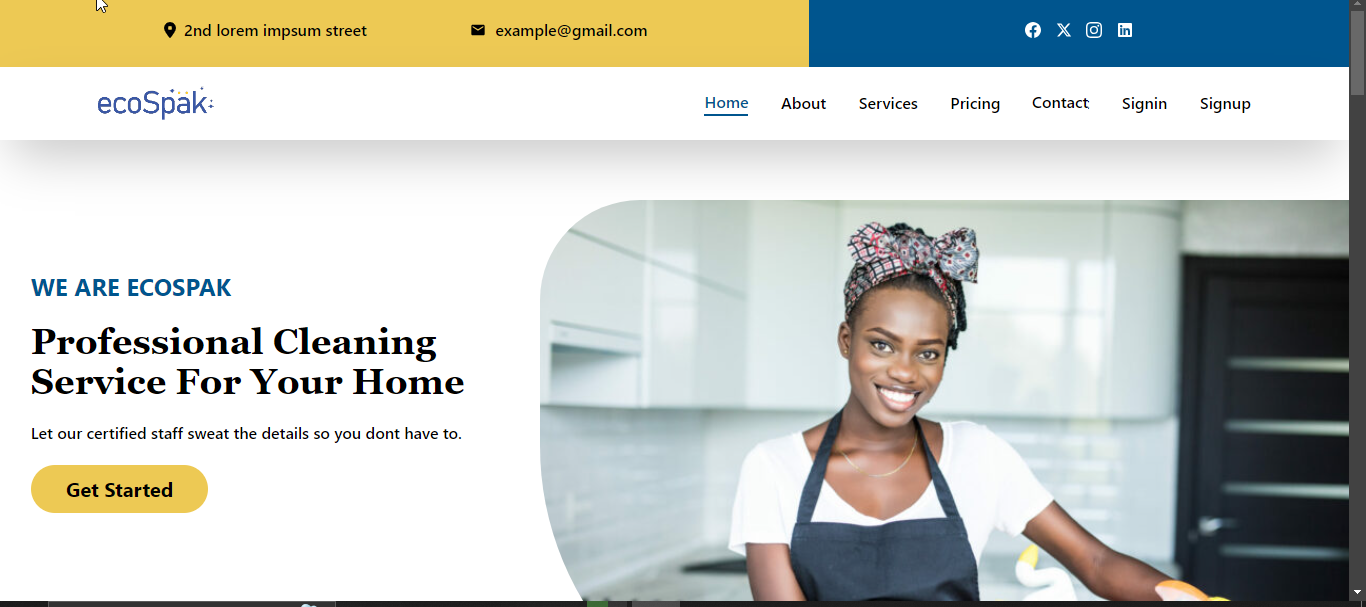 2nd lorem impsum street
example@gmail.com
ecoSpak
Home About Services Pricing Contact Signin Signup
WE ARE ECOSPAK
Professional Cleaning
Service For Your Home
Let our certified staff sweat the details so you dont have to.
Get Started